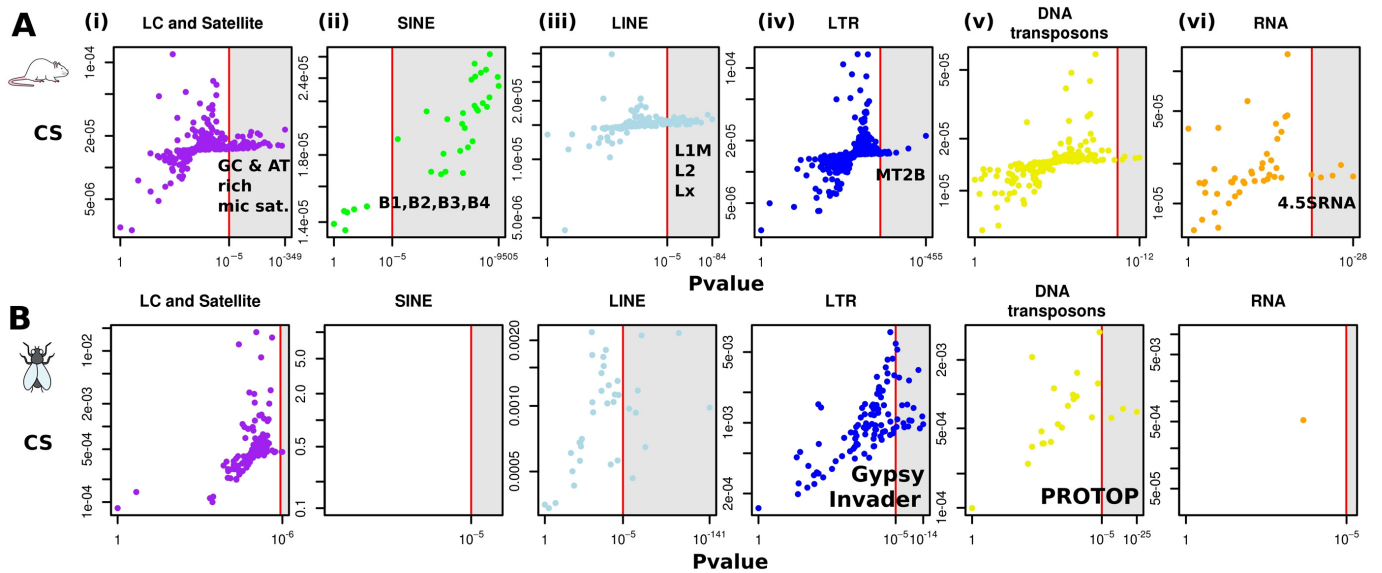 A
(i)
LC and Satellite
(ii)
SINE
(iii)
LINE
(iv)
LTR
(v)
DNA
transposons
(vi)
RNA
CS
1e-04
2e-05
5e-06
GC & AT
rich
mic sat.
1
10−5
10−349
2.4e-05
1.8e-05
1.4e-05
B1,B2,B3,B4
1
10−5
10−9505
2.0e-05
1.0e-05
5.0e-06
L1M
L2
Lx
1
10−5
10−84
1e-04
2e-05
5e-06
MT2B
1
10−455
5e-05
2e-05
1e-05
1
10−12
5e-05
1e-05
4.5SRNA
1
10−28
Pvalue
B
LC and Satellite
SINE
LINE
LTR
DNA
transposons
RNA
CS
1e-02
2e-03
5e-04
1e-04
1
10−6
5.0
2.0
0.5
0.1
10−5
0.0020
0.0010
0.0005
1
10−5
10−141
5e-03
1e-03
2e-04
Gypsy
Invader
1
10−5
10−14
2e-03
5e-04
1e-04
PROTOP
1
10−5
10−25
5e-03
5e-04
5e-05
1
10−5
Pvalue